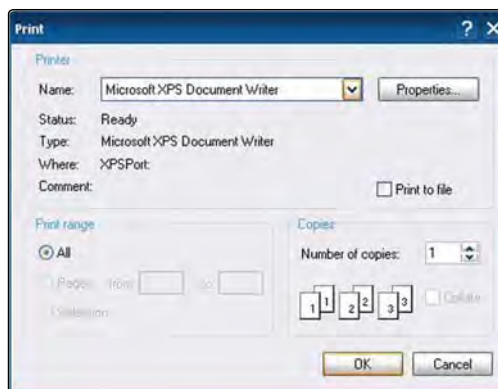 Print
Printer
Name: Microsoft XPS Document Writer Properties...
Status: Ready
Type: Microsoft XPS Document Writer
Where: XPSPort:
Comment: Print to file
Print range
All
Pages from: to:
Selection
Copies
Number of copies: 1
1 1 2 2 3 3 Collate
OK Cancel